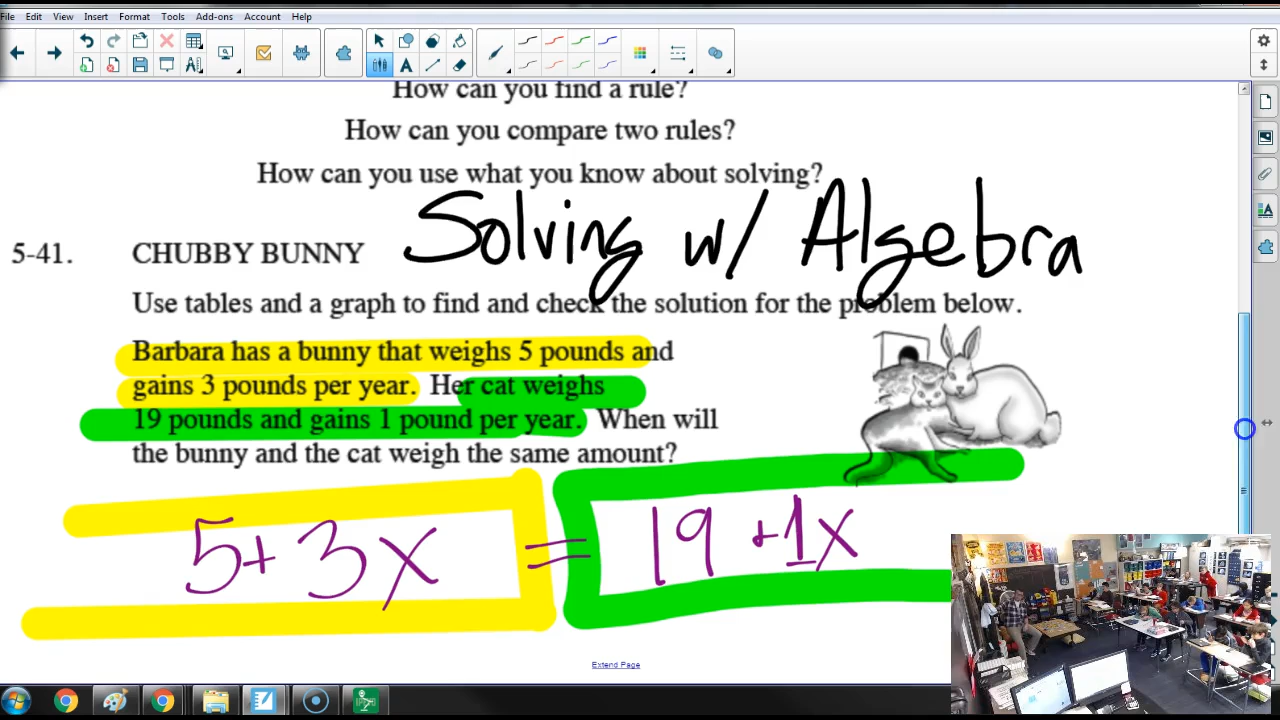 File Edit View Insert Format Tools Add-ons Account Help
How can you find a rule?
How can you compare two rules?
How can you use what you know about solving?
Solving w/ Algebra
5-41. CHUBBY BUNNY
Use tables and a graph to find and check the solution for the problem below.
Barbara has a bunny that weighs 5 pounds and
gains 3 pounds per year. Her cat weighs
19 pounds and gains 1 pound per year. When will
the bunny and the cat weigh the same amount?
5+3x = 19+1x
Extend Page